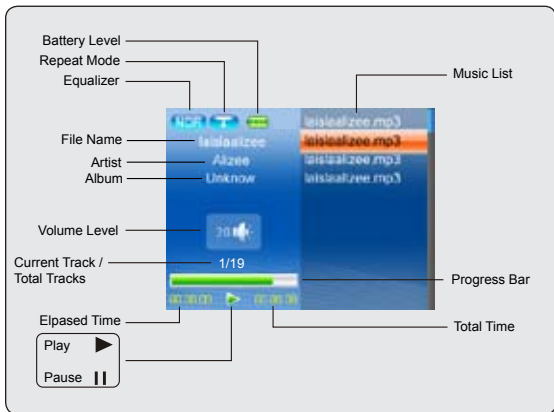 Battery Level
Repeat Mode
Equalizer
File Name
Artist
Album
Volume Level
Current Track /
Total Tracks
Elpased Time
Play
Pause
Music List
Progress Bar
Total Time
NOR
laislaalizee
Alizee
Unknow
20
1/19
laislaalizee.mp3
laislaalizee.mp3
laislaalizee.mp3
laislaalizee.mp3